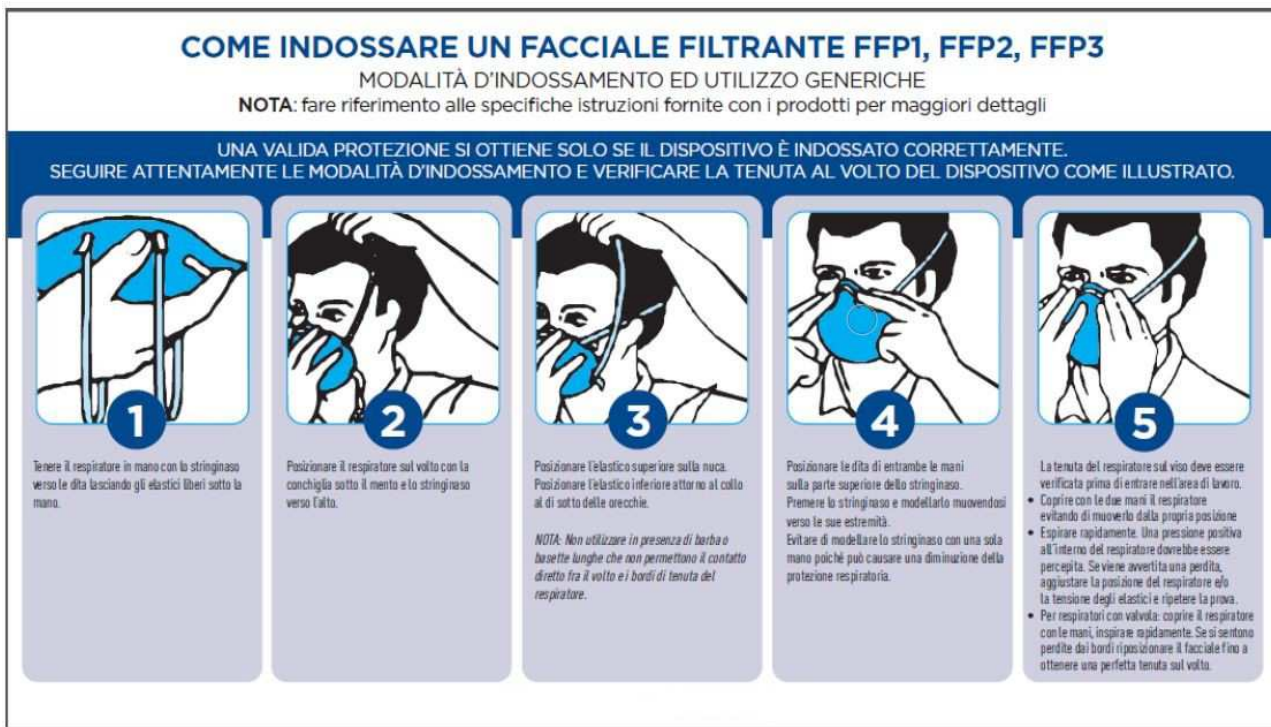 COME INDOSSARE UN FACCIALE FILTRANTE FFP1, FFP2, FFP3
MODALITÀ D'INDOSSAMENTO ED UTILIZZO GENERICHE
NOTA: fare riferimento alle specifiche istruzioni fornite con i prodotti per maggiori dettagli
UNA VALIDA PROTEZIONE SI OTTIENE SOLO SE IL DISPOSITIVO È INDOSSATO CORRETTAMENTE.
SEGUIRE ATTENTAMENTE LE MODALITÀ D'INDOSSAMENTO E VERIFICARE LA TENUTA AL VOLTO DEL DISPOSITIVO COME ILLUSTRATO.
1
Tenere il respiratore in mano con lo stringinaso
verso le dita lasciando gli elastici liberi sotto la
mano.
2
Posizionare il respiratore sul volto con la
conchiglia sotto il mento e lo stringinaso
verso l'alto.
3
Posizionare l'elastico superiore sulla nuca.
Posizionare l'elastico inferiore attorno al collo
al di sotto delle orecchie.
NOTA: Non utilizzare in presenza di barba o
basette lunghe che non permettono il contatto
diretto fra il volto e i bordi di tenuta del
respiratore.
4
Posizionare le dita di entrambe le mani
sulla parte superiore dello stringinaso.
Premere lo stringinaso e modellarlo muovendosi
verso le sue estremità.
Evitare di modellare lo stringinaso con una sola
mano poiché può causare una diminuzione della
protezione respiratoria.
5
La tenuta del respiratore sul viso deve essere
verificata prima di entrare nell'area di lavoro.
• Coprire con le due mani il respiratore
evitando di muoverlo dalla propria posizione
• Espirare rapidamente. Una pressione positiva
all'interno del respiratore dovrebbe essere
percepita. Se viene avvertita una perdita,
aggiustare la posizione del respiratore e/o
la tensione degli elastici e ripetere la prova.
• Per respiratori con valvola: coprire il respiratore
con le mani, inspirare rapidamente. Se si sentono
perdite dai bordi riposizionare il facciale fino a
ottenere una perfetta tenuta sul volto.